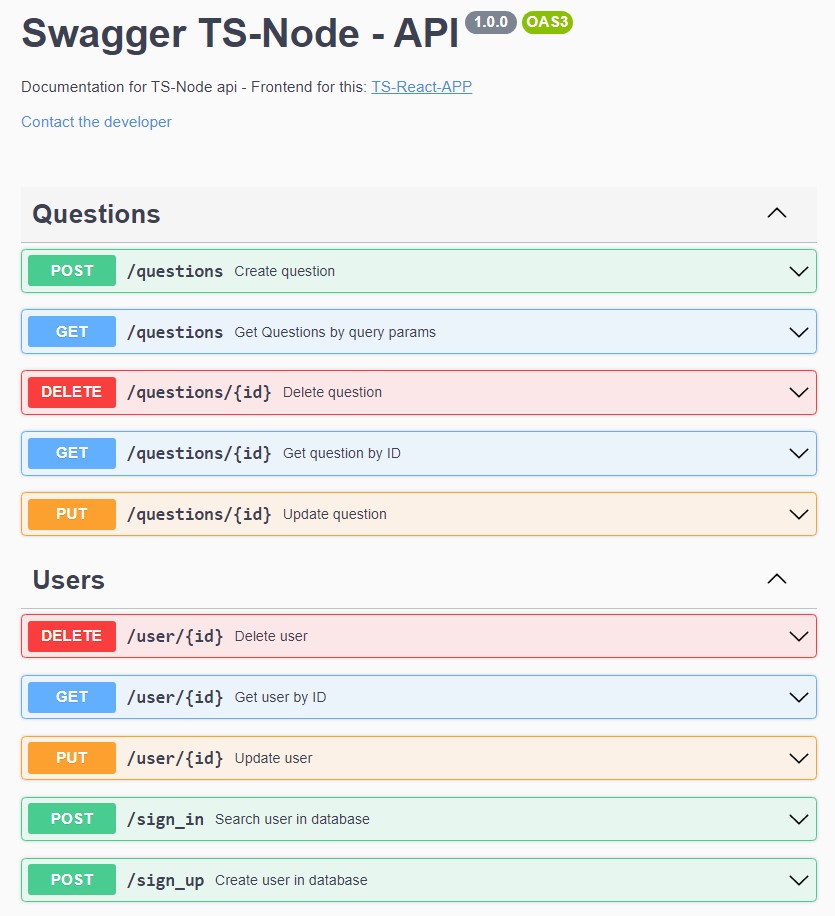 Swagger TS-Node - API 1.0.0 OAS3
Documentation for TS-Node api - Frontend for this: TS-React-APP
Contact the developer
Questions
POST /questions Create question
GET /questions Get Questions by query params
DELETE /questions/{id} Delete question
GET /questions/{id} Get question by ID
PUT /questions/{id} Update question
Users
DELETE /user/{id} Delete user
GET /user/{id} Get user by ID
PUT /user/{id} Update user
POST /sign_in Search user in database
POST /sign_up Create user in database